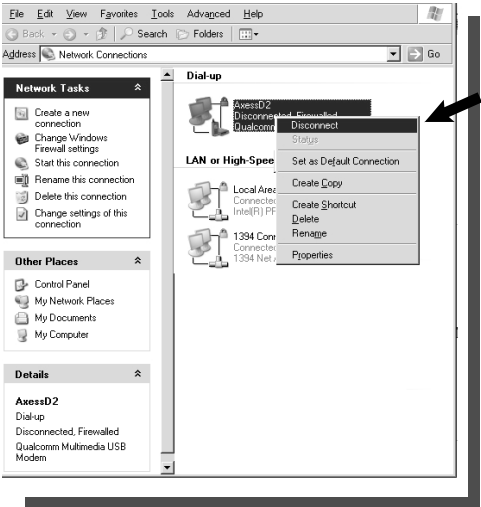 File Edit View Favorites Tools Advanced Help
Back Search Folders
Address Network Connections Go
Network Tasks
Create a new
connection
Change Windows
Firewall settings
Start this connection
Rename this connection
Delete this connection
Change settings of this
connection
Other Places
Control Panel
My Network Places
My Documents
My Computer
Details
AxessD2
Dial-up
Disconnected, Firewalled
Qualcomm Multimedia USB
Modem
Dial-up
AxessD2
Disconnected, Firewalled
Qualcomm
LAN or High-Spee
Local Area
Connected
Intel(R) PR
1394 Conn
Connected
1394 Net
Disconnect
Status
Set as Default Connection
Create Copy
Create Shortcut
Delete
Rename
Properties